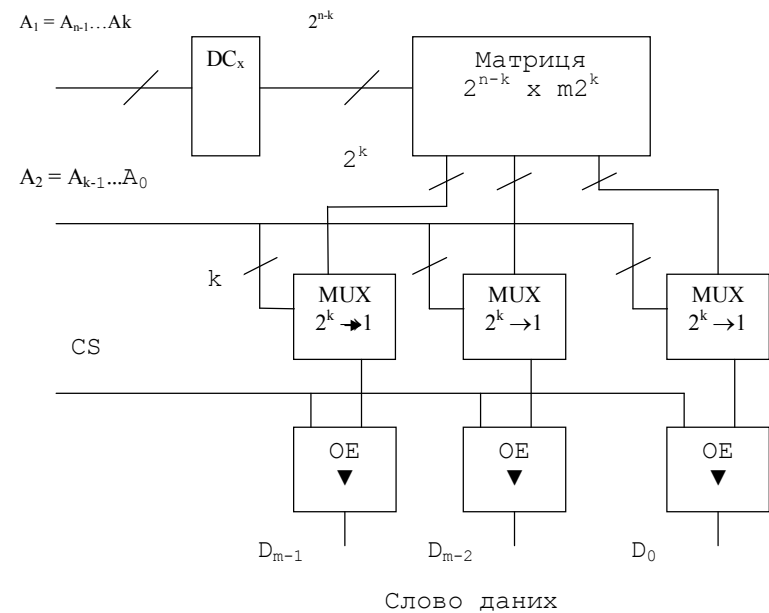 A₁ = Aₙ₋₁…Ak
2ⁿ⁻ᵏ
DCₓ
Матриця
2ⁿ⁻ᵏ x m2ᵏ
2ᵏ
A₂ = Aₖ₋₁...A₀
k
MUX
2ᵏ →1
MUX
2ᵏ →1
MUX
2ᵏ →1
CS
OE
▼
OE
▼
OE
▼
Dₘ₋₁
Dₘ₋₂
D₀
Слово даних